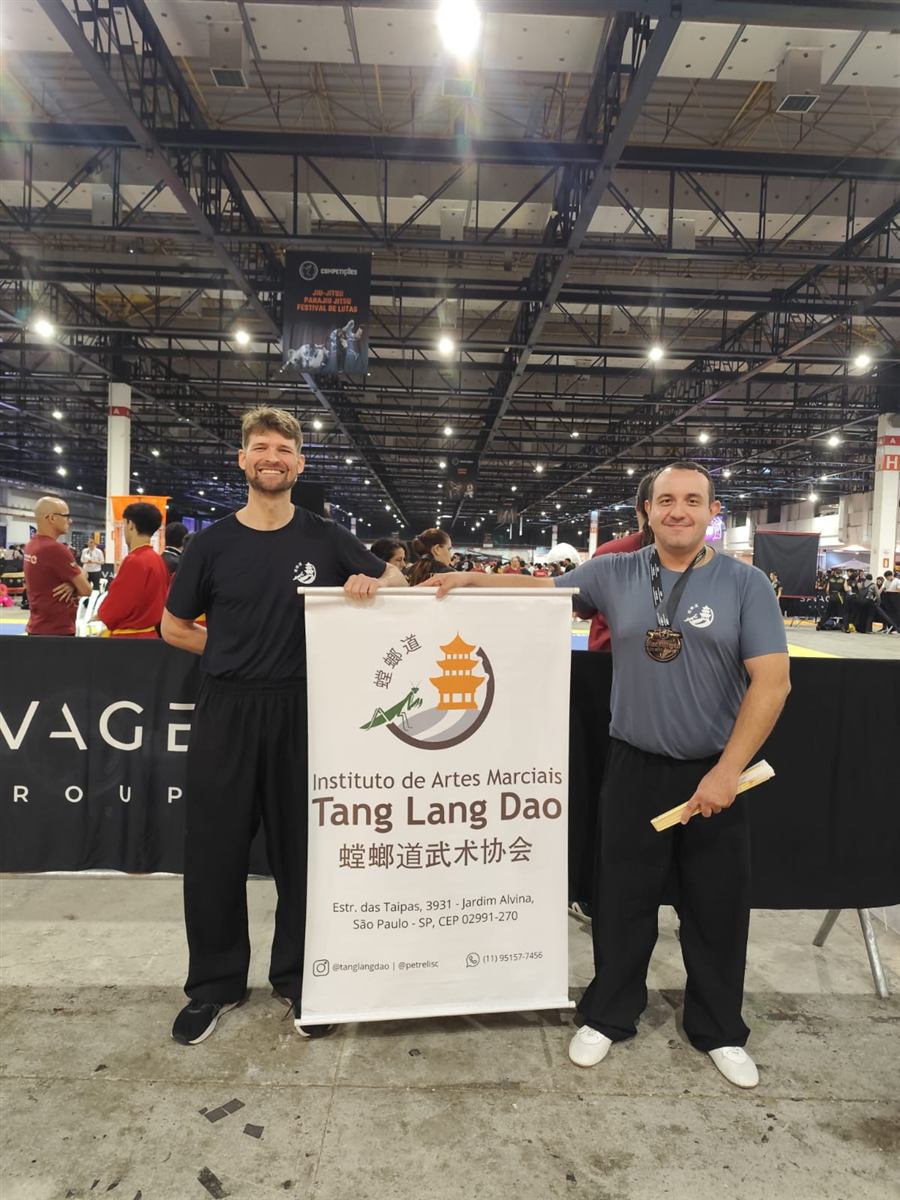 COMPETIÇÕES
JIU-JITSU
PARAJIU JITSU
FESTIVAL DE LUTAS
螳螂道
Instituto de Artes Marciais
Tang Lang Dao
螳螂道武术协会
Estr. das Taipas, 3931 - Jardim Alvina,
São Paulo - SP, CEP 02991-270
@tanglangdao | @petrelisc
(11) 95157-7456
VAGE
ROUP
A
H